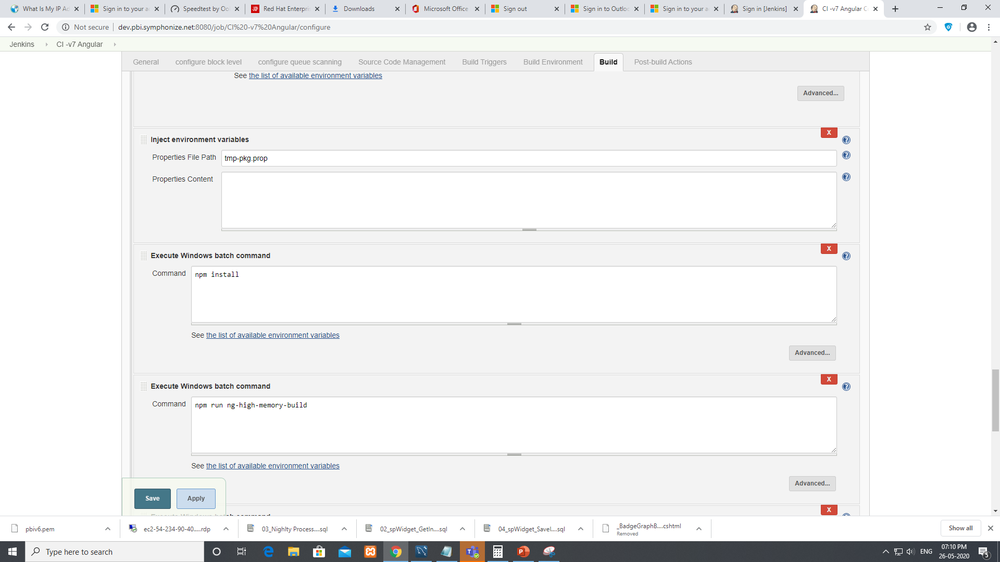 What Is My IP Ad
Sign in to your a
Speedtest by Oo
Red Hat Enterpri
Downloads
Microsoft Office
Sign out
Sign in to Outloo
Sign in to your a
Sign in [Jenkins]
CI -v7 Angular C
Not secure
dev.pbi.symphonize.net:8080/job/CI%20-v7%20Angular/configure
Jenkins
CI -v7 Angular
General
configure block level
configure queue scanning
Source Code Management
Build Triggers
Build Environment
Build
Post-build Actions
See the list of available environment variables
Advanced...
X
Inject environment variables
Properties File Path
tmp-pkg.prop
Properties Content
X
Execute Windows batch command
Command
npm install
See the list of available environment variables
Advanced...
X
Execute Windows batch command
Command
npm run ng-high-memory-build
See the list of available environment variables
Advanced...
Save
Apply
X
Execute Windows batch command
pbiv6.pem
ec2-54-234-90-40.....rdp
03_Nighlty Process....sql
02_spWidget_GetIn....sql
04_spWidget_SaveI....sql
_BadgeGraphB....cshtml
Removed
Show all
Type here to search
ENG
07:10 PM
26-05-2020
5